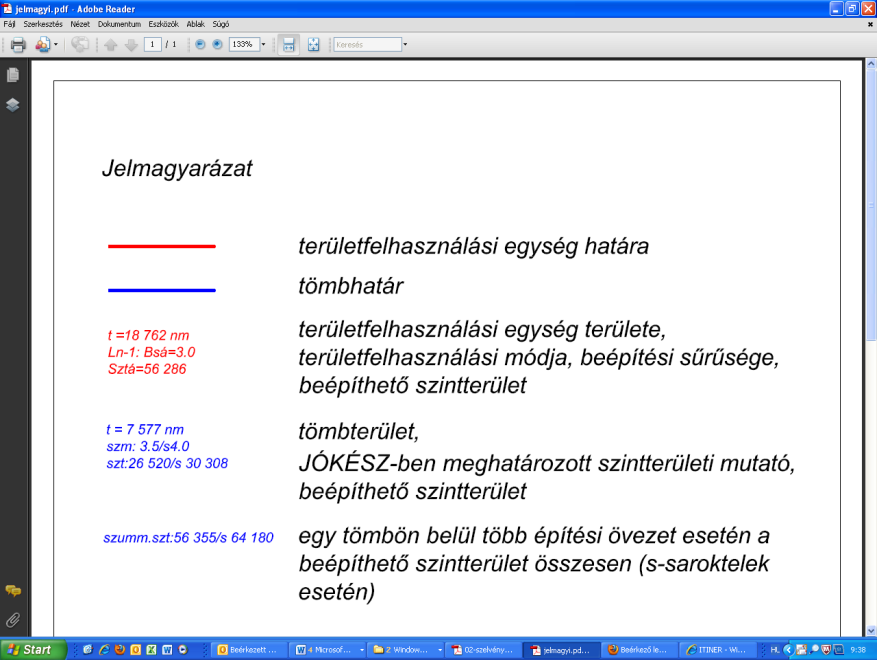 jelmagyi.pdf - Adobe Reader
Fájl Szerkesztés Nézet Dokumentum Eszközök Ablak Súgó
1 / 1 133% Keresés
Jelmagyarázat
területfelhasználási egység határa
tömbhatár
t =18 762 nm
Ln-1: Bsá=3.0
Sztá=56 286
területfelhasználási egység területe,
területfelhasználási módja, beépítési sűrűsége,
beépíthető szintterület
t = 7 577 nm
szm: 3.5/s4.0
szt:26 520/s 30 308
tömbterület,
JÓKÉSZ-ben meghatározott szintterületi mutató,
beépíthető szintterület
szumm.szt:56 355/s 64 180
egy tömbön belül több építési övezet esetén a
beépíthető szintterület összesen (s-saroktelek
esetén)
Start Beérkezett ... 4 Microsof... 2 Window... 02-szelvény... jelmagyi.pd... Beérkező le... ITINER - Wi... HL 9:38